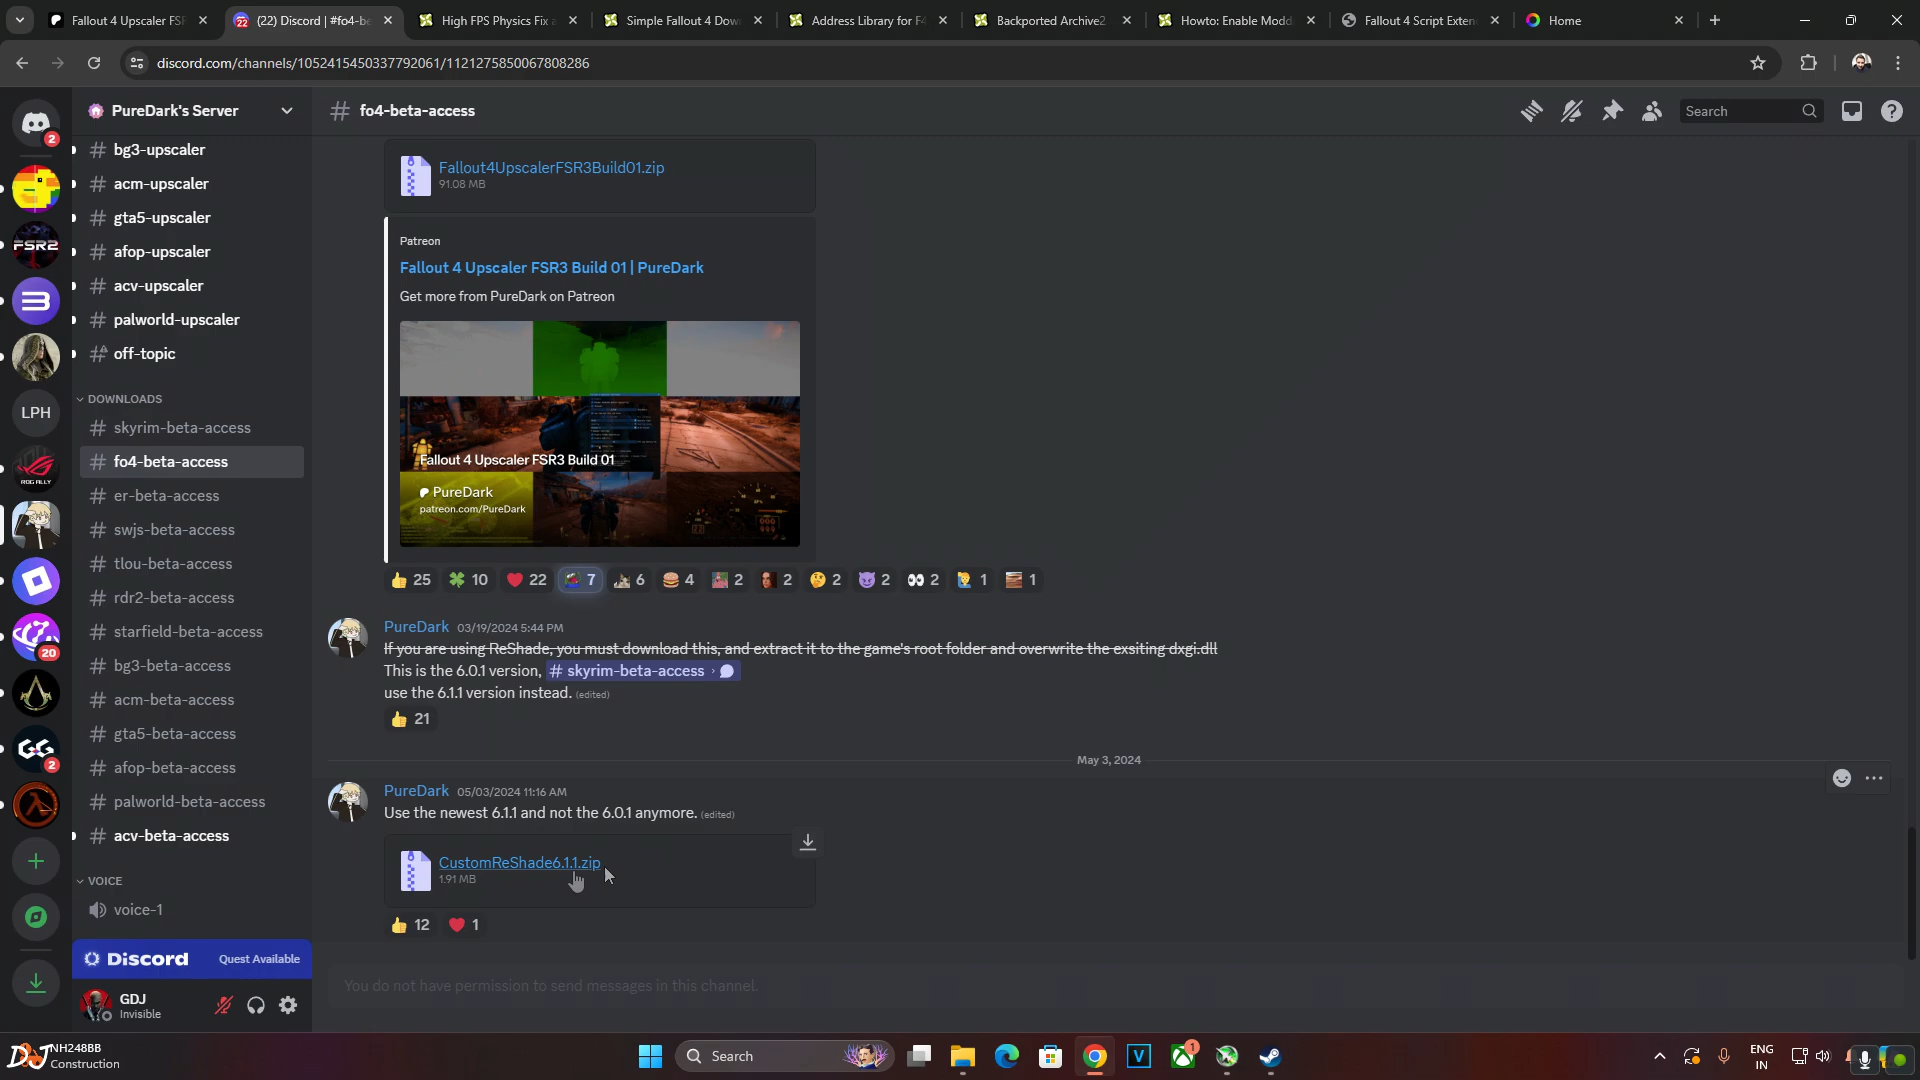 Fallout 4 Upscaler FSR
(22) Discord | #fo4-be
High FPS Physics Fix a
Simple Fallout 4 Dow
Address Library for F4
Backported Archive2
Howto: Enable Modd
Fallout 4 Script Exten
Home
discord.com/channels/1052415450337792061/1121275850067808286
PureDark's Server
fo4-beta-access
Search
bg3-upscaler
acm-upscaler
gta5-upscaler
afop-upscaler
acv-upscaler
palworld-upscaler
off-topic
DOWNLOADS
skyrim-beta-access
fo4-beta-access
er-beta-access
swjs-beta-access
tlou-beta-access
rdr2-beta-access
starfield-beta-access
bg3-beta-access
acm-beta-access
gta5-beta-access
afop-beta-access
palworld-beta-access
acv-beta-access
VOICE
voice-1
Discord Quest Available
GDJ
Invisible
2
FSR2
LPH
ROG ALLY
20
GG
2
Fallout4UpscalerFSR3Build01.zip
91.08 MB
Patreon
Fallout 4 Upscaler FSR3 Build 01 | PureDark
Get more from PureDark on Patreon
Fallout 4 Upscaler FSR3 Build 01
PureDark
patreon.com/PureDark
25 10 22 7 6 4 2 2 2 2 2 1 1
PureDark 03/19/2024 5:44 PM
If you are using ReShade, you must download this, and extract it to the game's root folder and overwrite the exsiting dxgi.dll
This is the 6.0.1 version, # skyrim-beta-access ›
use the 6.1.1 version instead. (edited)
21
May 3, 2024
PureDark 05/03/2024 11:16 AM
Use the newest 6.1.1 and not the 6.0.1 anymore. (edited)
CustomReShade6.1.1.zip
1.91 MB
12 1
You do not have permission to send messages in this channel.
NH248BB
Construction
Search
V
1
ENG
IN